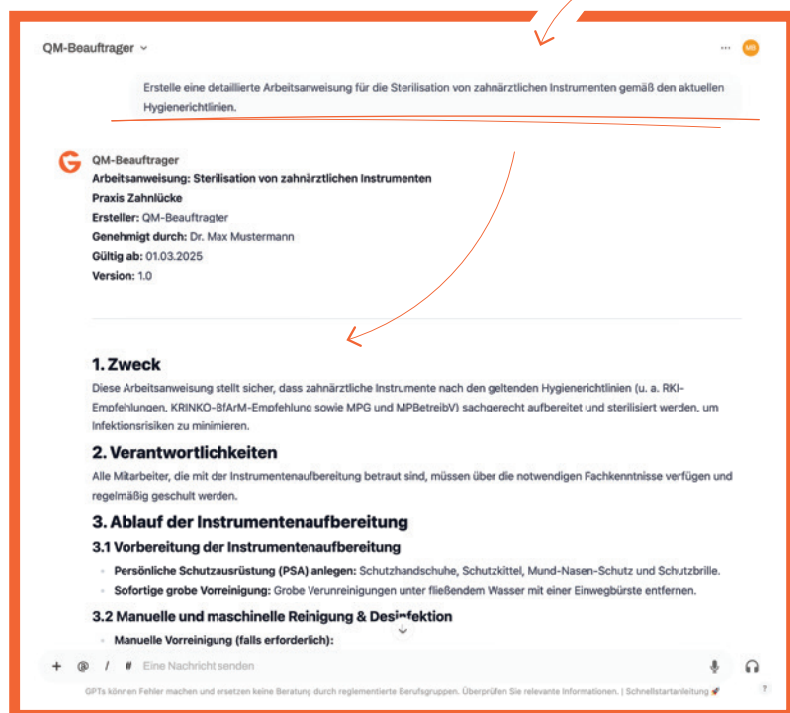 QM-Beauftrager
...
MB
Erstelle eine detaillierte Arbeitsanweisung für die Sterilisation von zahnärztlichen Instrumenten gemäß den aktuellen
Hygienerichtlinien.
G
QM-Beauftrager
Arbeitsanweisung: Sterilisation von zahnärztlichen Instrumenten
Praxis Zahnlücke
Ersteller: QM-Beauftragter
Genehmigt durch: Dr. Max Mustermann
Gültig ab: 01.03.2025
Version: 1.0
1. Zweck
Diese Arbeitsanweisung stellt sicher, dass zahnärztliche Instrumente nach den geltenden Hygienerichtlinien (u. a. RKI-
Empfehlungen, KRINKO-BfArM-Empfehlung sowie MPG und MPBetreibV) sachgerecht aufbereitet und sterilisiert werden, um
Infektionsrisiken zu minimieren.
2. Verantwortlichkeiten
Alle Mitarbeiter, die mit der Instrumentenaufbereitung betraut sind, müssen über die notwendigen Fachkenntnisse verfügen und
regelmäßig geschult werden.
3. Ablauf der Instrumentenaufbereitung
3.1 Vorbereitung der Instrumentenaufbereitung
• Persönliche Schutzausrüstung (PSA) anlegen: Schutzhandschuhe, Schutzkittel, Mund-Nasen-Schutz und Schutzbrille.
• Sofortige grobe Vorreinigung: Grobe Verunreinigungen unter fließendem Wasser mit einer Einwegbürste entfernen.
3.2 Manuelle und maschinelle Reinigung & Desinfektion
• Manuelle Vorreinigung (falls erforderlich):
+ @ / # Eine Nachricht senden
GPTs können Fehler machen und ersetzen keine Beratung durch reglementierte Berufsgruppen. Überprüfen Sie relevante Informationen. | Schnellstartanleitung 🚀
?